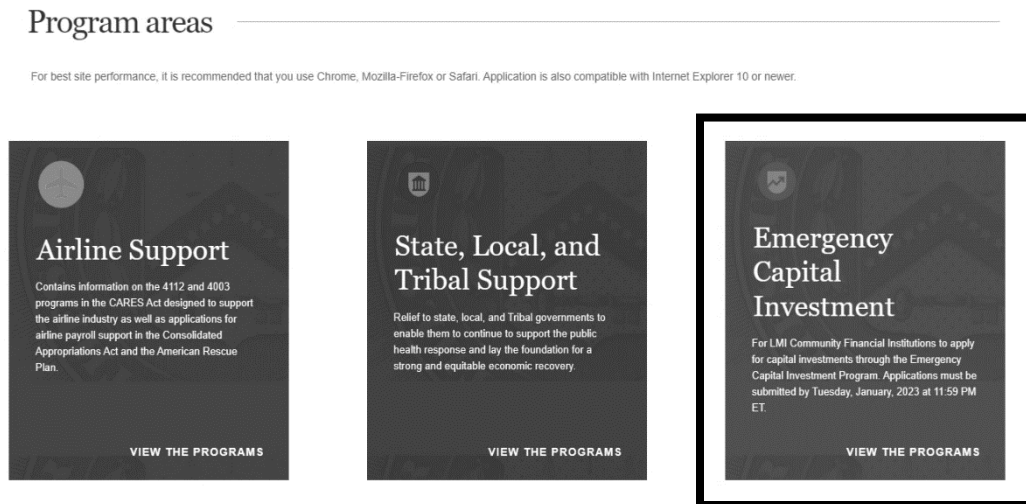 Program areas
For best site performance, it is recommended that you use Chrome, Mozilla-Firefox or Safari. Application is also compatible with Internet Explorer 10 or newer.
Airline Support
Contains information on the 4112 and 4003
programs in the CARES Act designed to support
the airline industry as well as applications for
airline payroll support in the Consolidated
Appropriations Act and the American Rescue
Plan.
VIEW THE PROGRAMS
State, Local, and
Tribal Support
Relief to state, local, and Tribal governments to
enable them to continue to support the public
health response and lay the foundation for a
strong and equitable economic recovery.
VIEW THE PROGRAMS
Emergency
Capital
Investment
For LMI Community Financial Institutions to apply
for capital investments through the Emergency
Capital Investment Program. Applications must be
submitted by Tuesday, January, 2023 at 11:59 PM
ET.
VIEW THE PROGRAMS